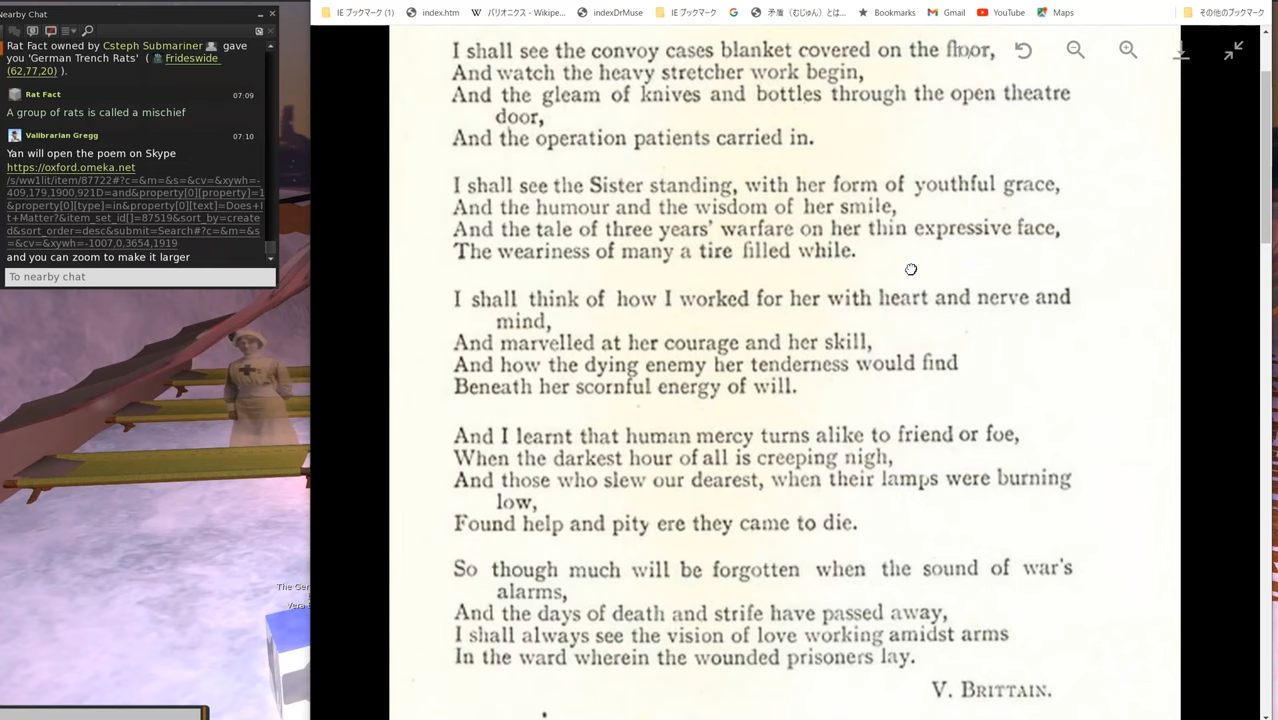 Nearby Chat
Rat Fact owned by Csteph Submariner gave
you 'German Trench Rats' ( Frideswide
(62,77,20) ).
Rat Fact 07:09
A group of rats is called a mischief
Valibrarian Gregg 07:10
Yan will open the poem on Skype
https://oxford.omeka.net
/s/ww1lit/item/87722#?c=&m=&s=&cv=&xywh=-
409,179,1900,921D=and&property[0][property]=1
&property[0][type]=in&property[0][text]=Does+I
t+Matter?&item_set_id[]=87519&sort_by=create
d&sort_order=desc&submit=Search#?c=&m=&s
=&cv=&xywh=-1007,0,3654,1919
and you can zoom to make it larger
To nearby chat
The Ger
Vera
IE ブックマーク (1) index.htm パリオニクス - Wikipe... indexDrMuse IE ブックマーク 矛盾（むじゅん）とは... Bookmarks Gmail YouTube Maps その他のブックマーク
I shall see the convoy cases blanket covered on the floor,
And watch the heavy stretcher work begin,
And the gleam of knives and bottles through the open theatre
door,
And the operation patients carried in.
I shall see the Sister standing, with her form of youthful grace,
And the humour and the wisdom of her smile,
And the tale of three years' warfare on her thin expressive face,
The weariness of many a tire filled while.
I shall think of how I worked for her with heart and nerve and
mind,
And marvelled at her courage and her skill,
And how the dying enemy her tenderness would find
Beneath her scornful energy of will.
And I learnt that human mercy turns alike to friend or foe,
When the darkest hour of all is creeping nigh,
And those who slew our dearest, when their lamps were burning
low,
Found help and pity ere they came to die.
So though much will be forgotten when the sound of war's
alarms,
And the days of death and strife have passed away,
I shall always see the vision of love working amidst arms
In the ward wherein the wounded prisoners lay.
V. BRITTAIN.